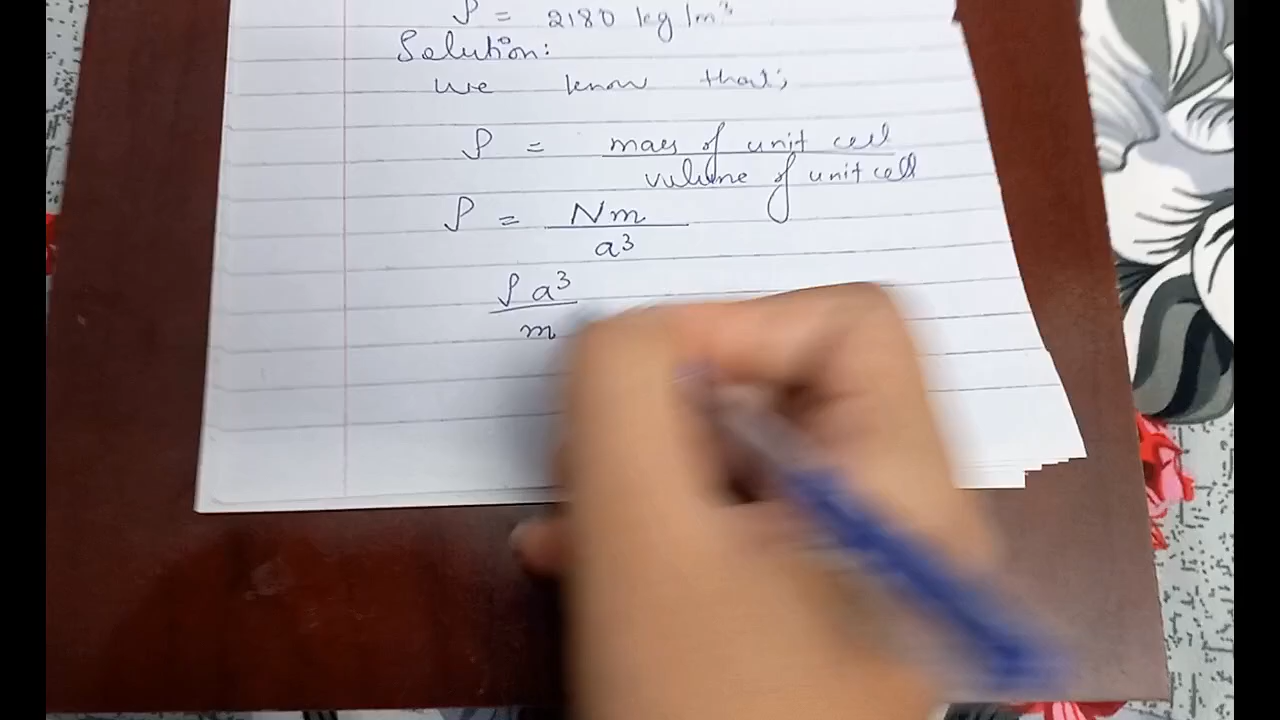 ρ = 2180 kg/m³
Solution:
We know that;
ρ = mass of unit cell
volume of unit cell
ρ = Nm
a³
ρa³
m